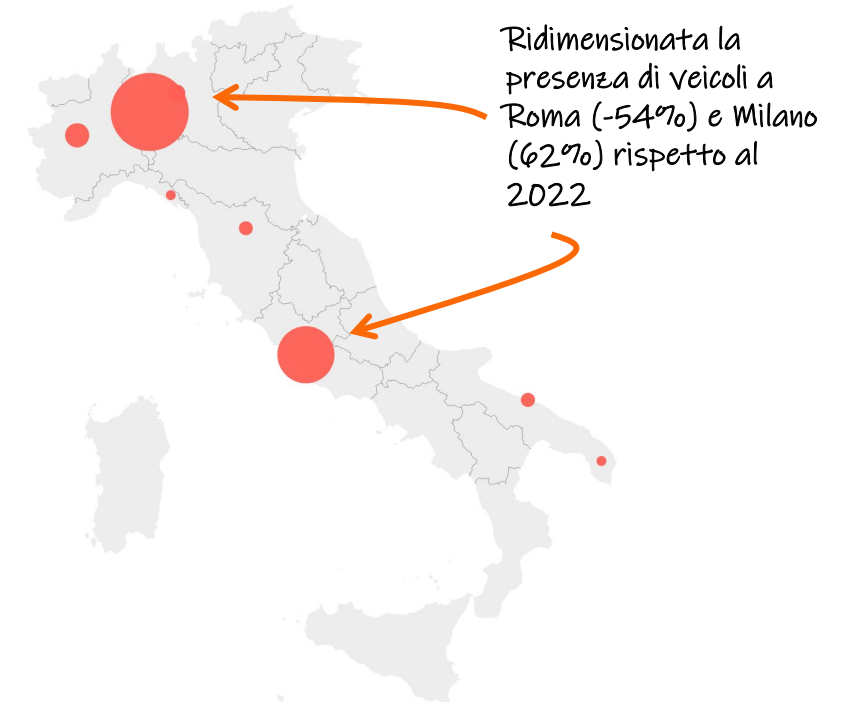 Ridimensionata la
presenza di veicoli a
Roma (-54%) e Milano
(62%) rispetto al
2022